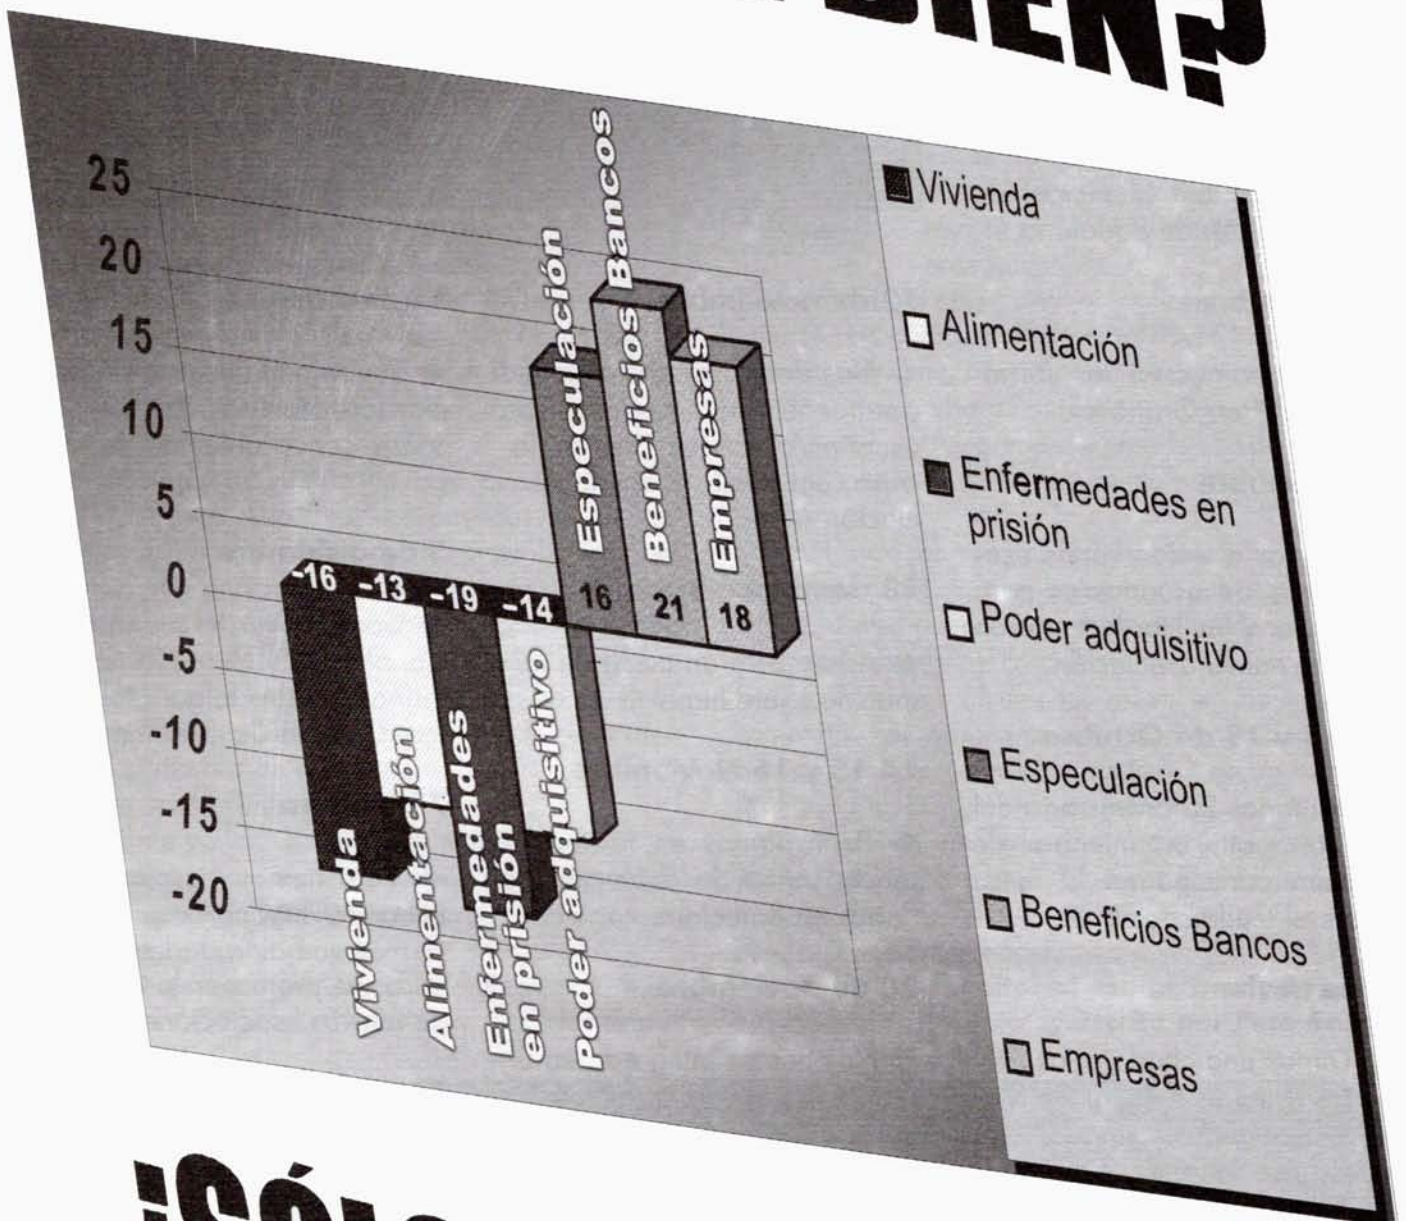 BIEN?
25
20
15
10
5
0
-5
-10
-15
-20
-16 -13 -19 -14
16 21 18
Vivienda
Alimentación
Enfermedades
en prisión
Poder adquisitivo
Especulación
Beneficios Bancos
Empresas
Vivienda
Alimentación
Enfermedades en
prisión
Poder adquisitivo
Especulación
Beneficios Bancos
Empresas